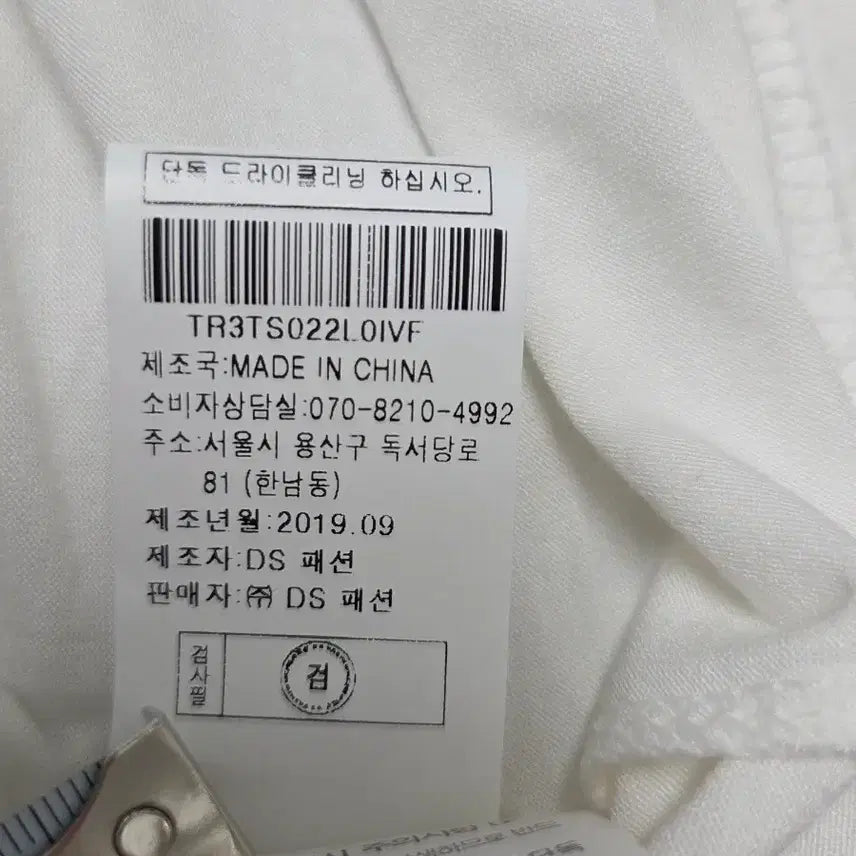 단독 드라이클리닝 하십시오.
TR3TS022L0IVF
제조국:MADE IN CHINA
소비자상담실:070-8210-4992
주소:서울시 용산구 독서당로
81 (한남동)
제조년월:2019.09
제조자:DS 패션
판매자:㈜ DS 패션
검사필
검